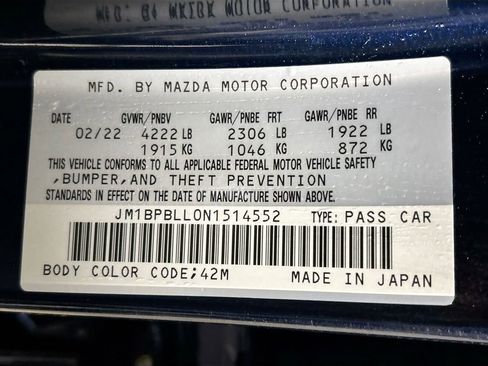 MFD. BY MAZDA MOTOR CORPORATION
DATE GVWR/PNBV GAWR/PNBE FRT GAWR/PNBE RR
02/22 4222 LB 2306 LB 1922 LB
1915 KG 1046 KG 872 KG
THIS VEHICLE CONFORMS TO ALL APPLICABLE FEDERAL MOTOR VEHICLE SAFETY
,BUMPER,AND THEFT PREVENTION
STANDARDS IN EFFECT ON THE DATE OF MANUFACTURE SHOWN ABOVE.
JM1BPBLL0N1514552 TYPE: PASS CAR
BODY COLOR CODE;42M MADE IN JAPAN